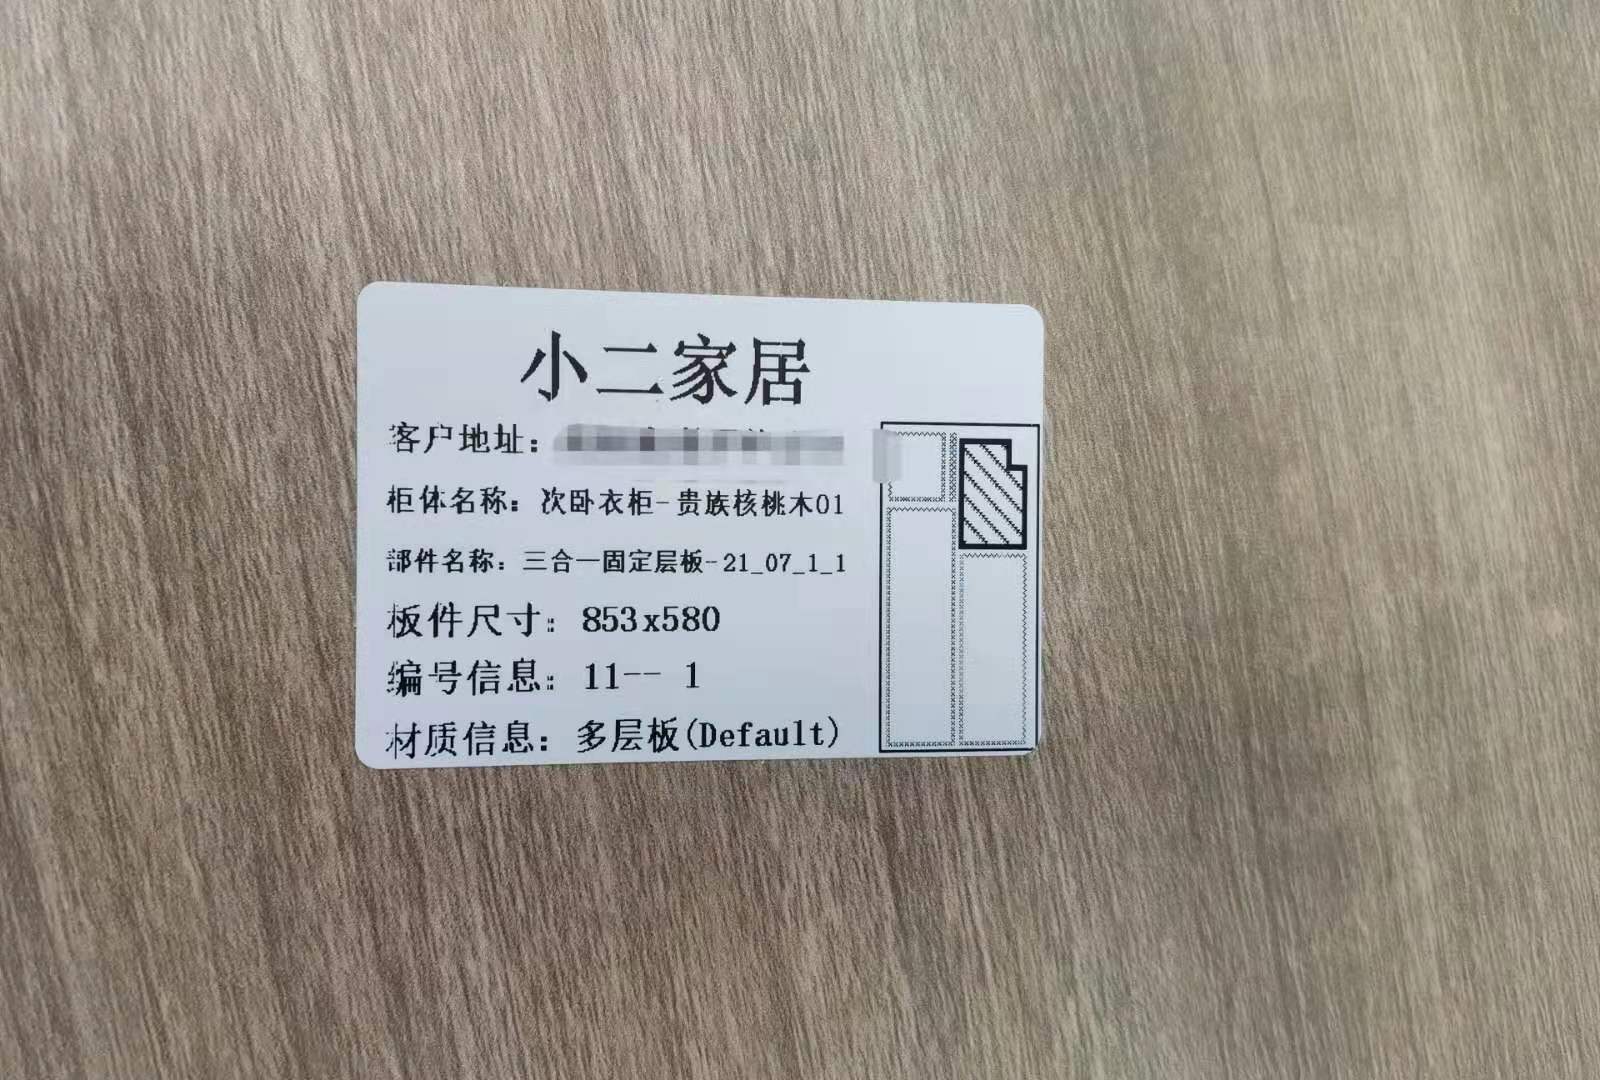 小二家居
客户地址：
柜体名称：次卧衣柜-贵族核桃木01
部件名称：三合一固定层板-21_07_1_1
板件尺寸：853x580
编号信息：11-- 1
材质信息：多层板(Default)